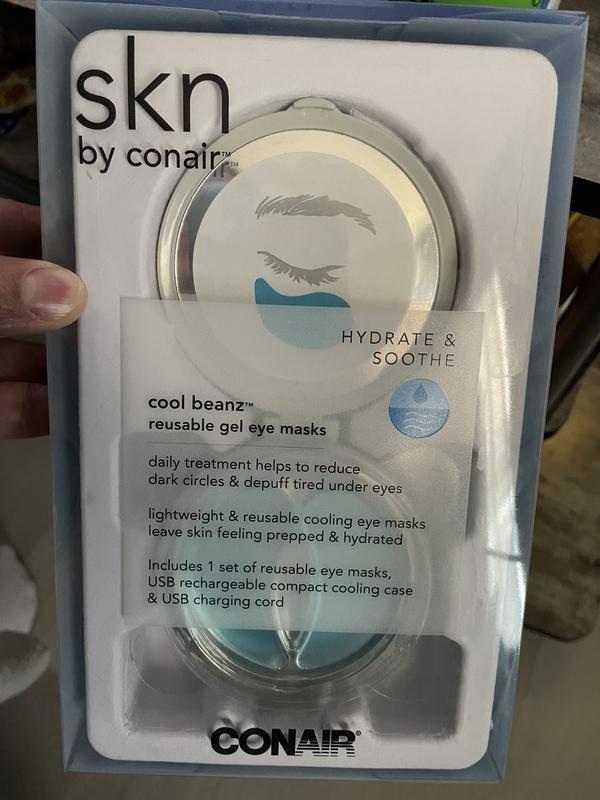 skn
by conair™
HYDRATE &
SOOTHE
cool beanz™
reusable gel eye masks
daily treatment helps to reduce
dark circles & depuff tired under eyes
lightweight & reusable cooling eye masks
leave skin feeling prepped & hydrated
Includes 1 set of reusable eye masks,
USB rechargeable compact cooling case
& USB charging cord
CONAIR®